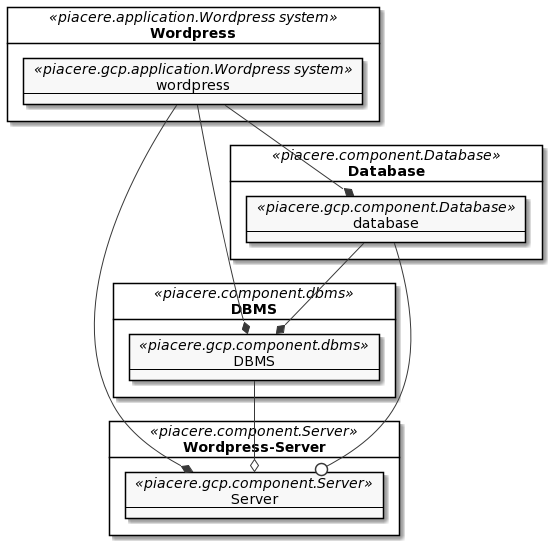 «piacere.application.Wordpress system»
Wordpress
«piacere.gcp.application.Wordpress system»
wordpress
«piacere.component.Database»
Database
«piacere.gcp.component.Database»
database
«piacere.component.dbms»
DBMS
«piacere.gcp.component.dbms»
DBMS
«piacere.component.Server»
Wordpress-Server
«piacere.gcp.component.Server»
Server